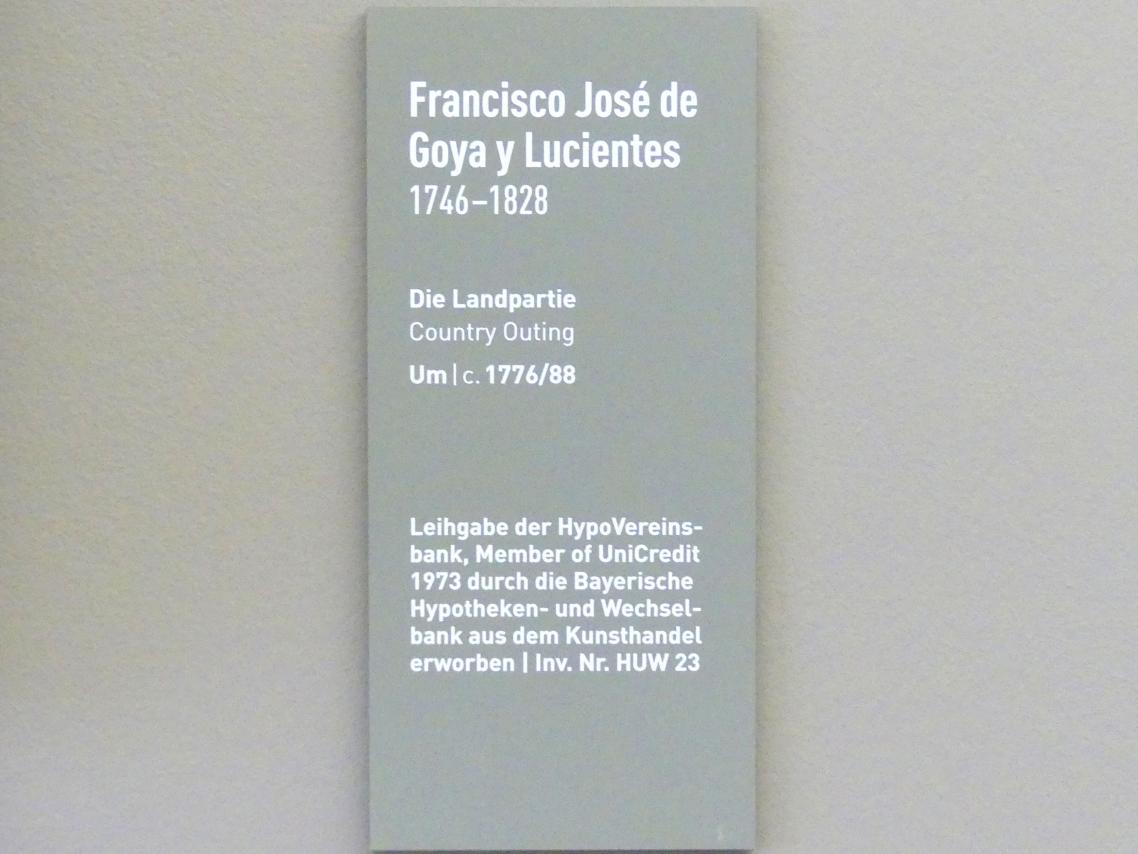 Francisco José de
Goya y Lucientes
1746–1828
Die Landpartie
Country Outing
Um | c. 1776/88
Leihgabe der HypoVereins-
bank, Member of UniCredit
1973 durch die Bayerische
Hypotheken- und Wechsel-
bank aus dem Kunsthandel
erworben | Inv. Nr. HUW 23